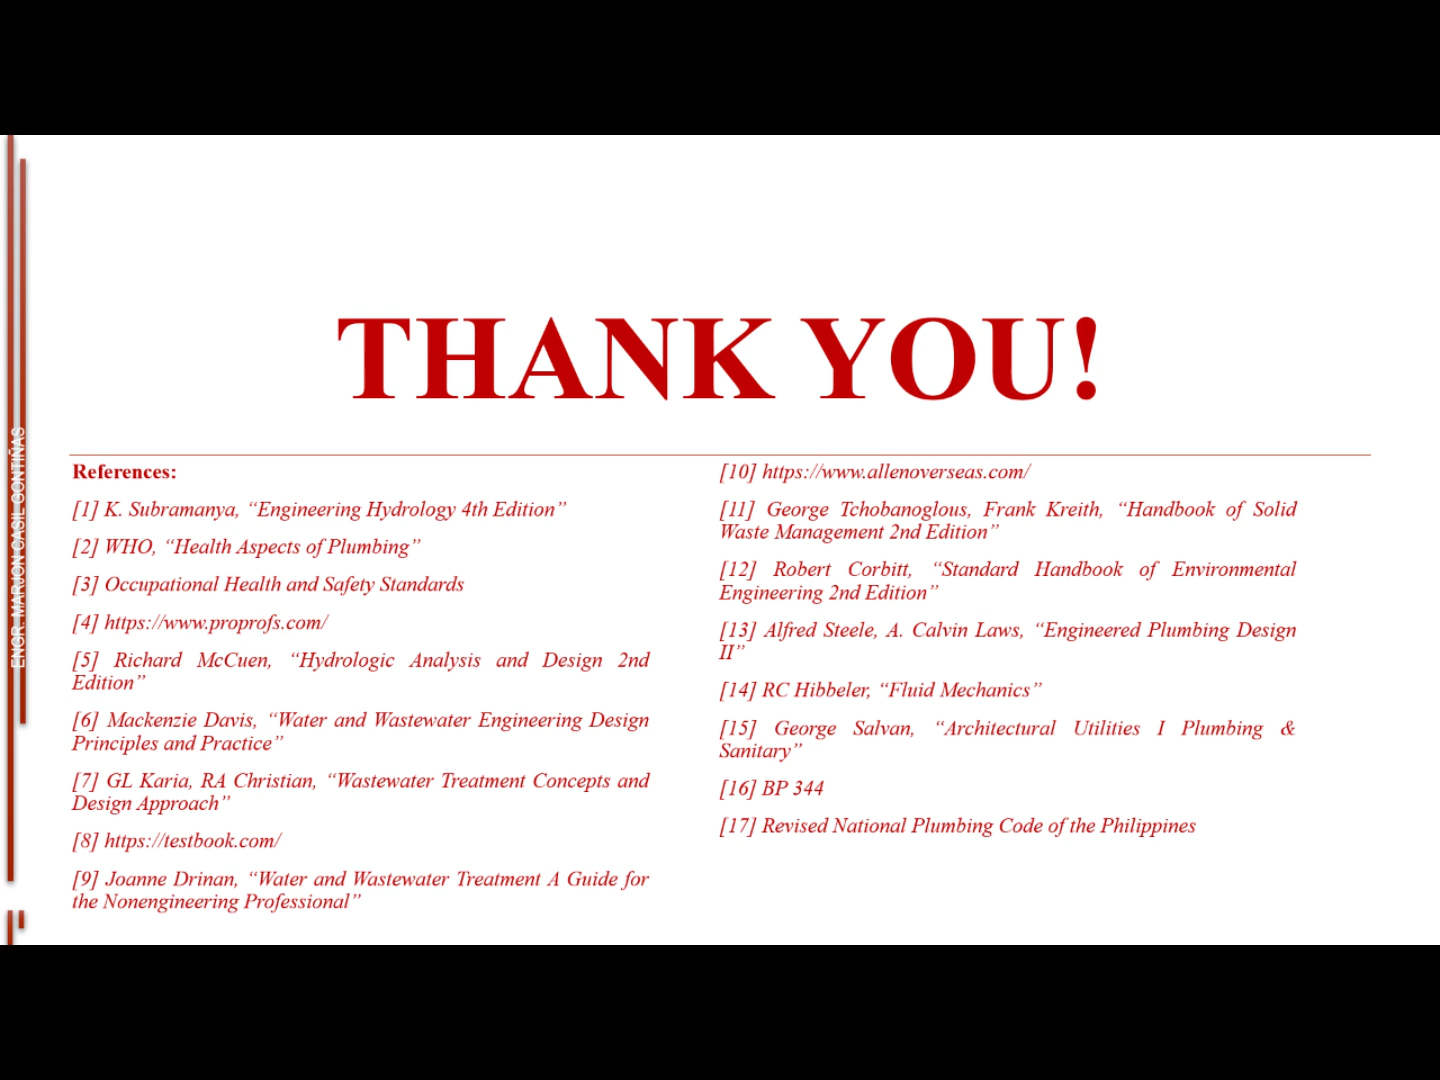 THANK YOU!
References:
[1] K. Subramanya, “Engineering Hydrology 4th Edition”
[2] WHO, “Health Aspects of Plumbing”
[3] Occupational Health and Safety Standards
[4] https://www.proprofs.com/
[5] Richard McCuen, “Hydrologic Analysis and Design 2nd
Edition”
[6] Mackenzie Davis, “Water and Wastewater Engineering Design
Principles and Practice”
[7] GL Karia, RA Christian, “Wastewater Treatment Concepts and
Design Approach”
[8] https://testbook.com/
[9] Joanne Drinan, “Water and Wastewater Treatment A Guide for
the Nonengineering Professional”
[10] https://www.allenoverseas.com/
[11] George Tchobanoglous, Frank Kreith, “Handbook of Solid
Waste Management 2nd Edition”
[12] Robert Corbitt, “Standard Handbook of Environmental
Engineering 2nd Edition”
[13] Alfred Steele, A. Calvin Laws, “Engineered Plumbing Design
II”
[14] RC Hibbeler, “Fluid Mechanics”
[15] George Salvan, “Architectural Utilities I Plumbing &
Sanitary”
[16] BP 344
[17] Revised National Plumbing Code of the Philippines
ENGR. MARJON CASIL GONTIÑAS